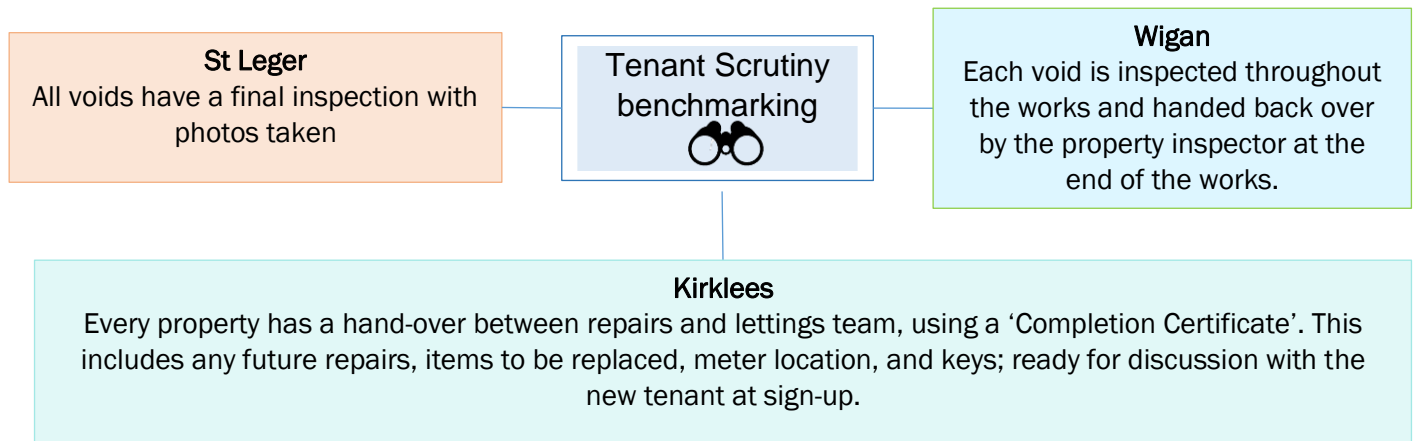 St Leger
All voids have a final inspection with
photos taken
Tenant Scrutiny
benchmarking
Wigan
Each void is inspected throughout
the works and handed back over
by the property inspector at the
end of the works.
Kirklees
Every property has a hand-over between repairs and lettings team, using a ‘Completion Certificate’. This
includes any future repairs, items to be replaced, meter location, and keys; ready for discussion with the
new tenant at sign-up.